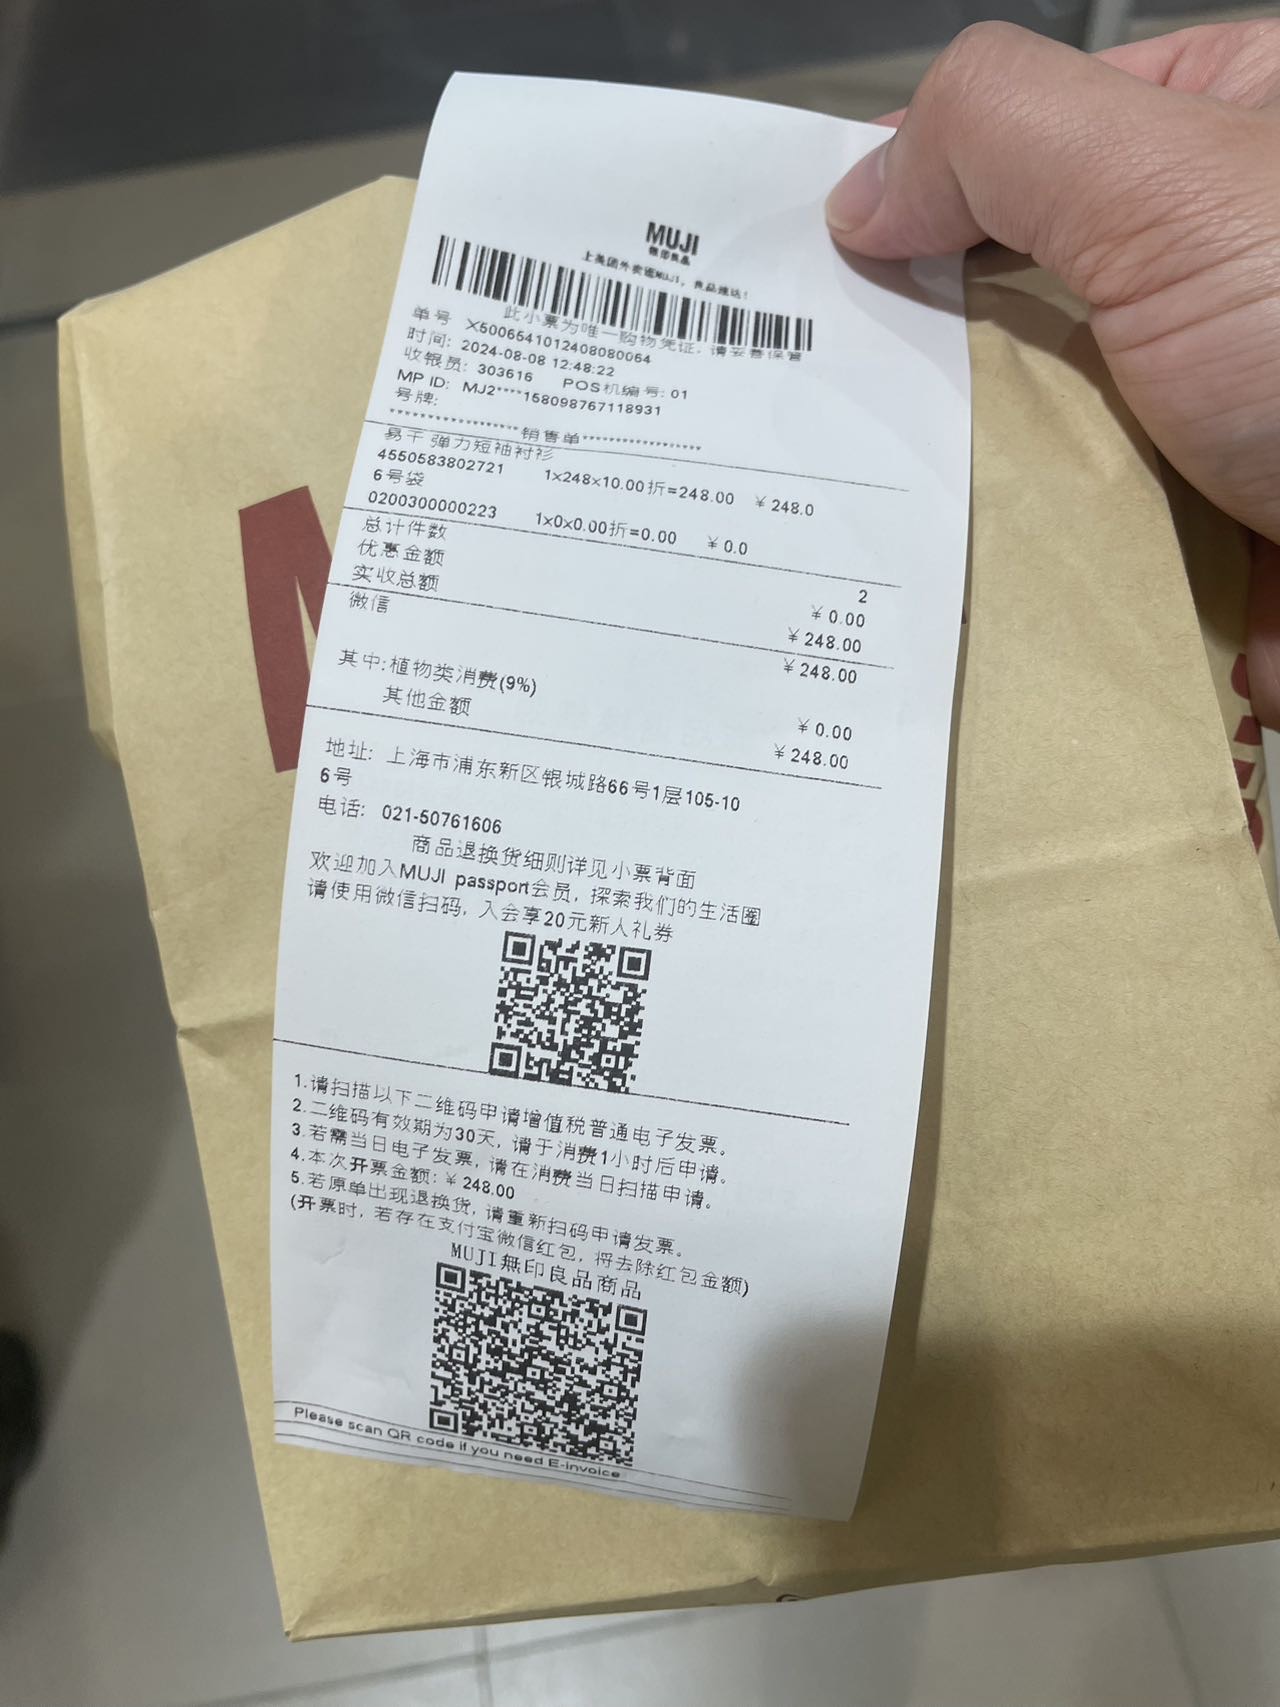 MUJI
無印良品
上美团外卖逛MUJI，良品速达！
此小票为唯一购物凭证，请妥善保管
单号 X5006541012408080064
时间: 2024-08-08 12:48:22
收银员: 303616 POS机编号: 01
MP ID: MJ2****158098767118931
号牌:
******************销售单******************
易干 弹力短袖衬衫
4550583802721 1x248x10.00折=248.00 ￥248.0
6号袋
0200300000223 1x0x0.00折=0.00 ￥0.0
总计件数 2
优惠金额 ￥0.00
实收总额 ￥248.00
微信 ￥248.00
其中:植物类消费(9%) ￥0.00
其他金额 ￥248.00
地址: 上海市浦东新区银城路66号1层105-10
6号
电话: 021-50761606
商品退换货细则详见小票背面
欢迎加入MUJI passport会员, 探索我们的生活圈
请使用微信扫码, 入会享20元新人礼券
1.请扫描以下二维码申请增值税普通电子发票。
2.二维码有效期为30天, 请于消费1小时后申请。
3.若需当日电子发票, 请在消费当日扫描申请。
4.本次开票金额: ￥248.00
5.若原单出现退换货, 请重新扫码申请发票。
(开票时, 若存在支付宝微信红包, 将去除红包金额)
MUJI無印良品商品
Please scan QR code if you need E-invoice